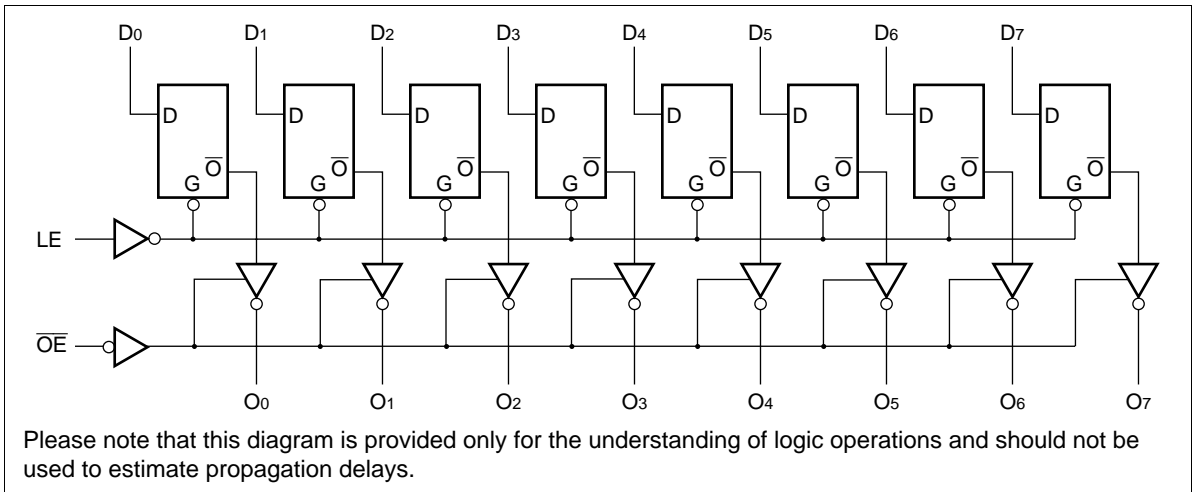 D0 D1 D2 D3 D4 D5 D6 D7
D D D D D D D D
O̅ O̅ O̅ O̅ O̅ O̅ O̅ O̅
G G G G G G G G
LE
O̅E̅
O0 O1 O2 O3 O4 O5 O6 O7
Please note that this diagram is provided only for the understanding of logic operations and should not be
used to estimate propagation delays.